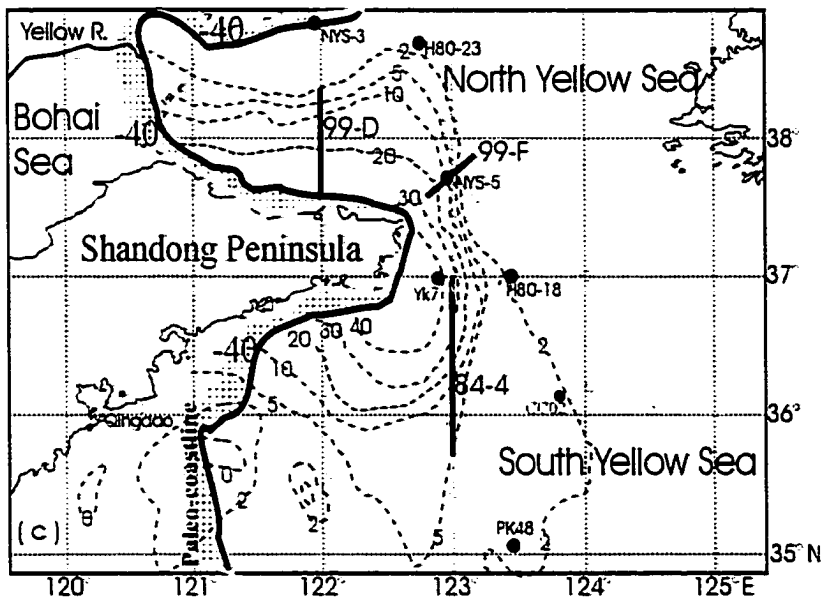 Yellow R.
-40
NYS-3
2
H80-23
5
10
North Yellow Sea
Bohai
Sea
-40
99-D
38°
20
99-F
NYS-5
30
Shandong Peninsula
37°
Yk7
H80-18
20
30
40
-40
2
10
84-4
5
Qingdao
36°
Paleo-coastline
South Yellow Sea
0
2
0
2
(c)
5
PK48
2
35°N
120
121
122
123
124
125°E